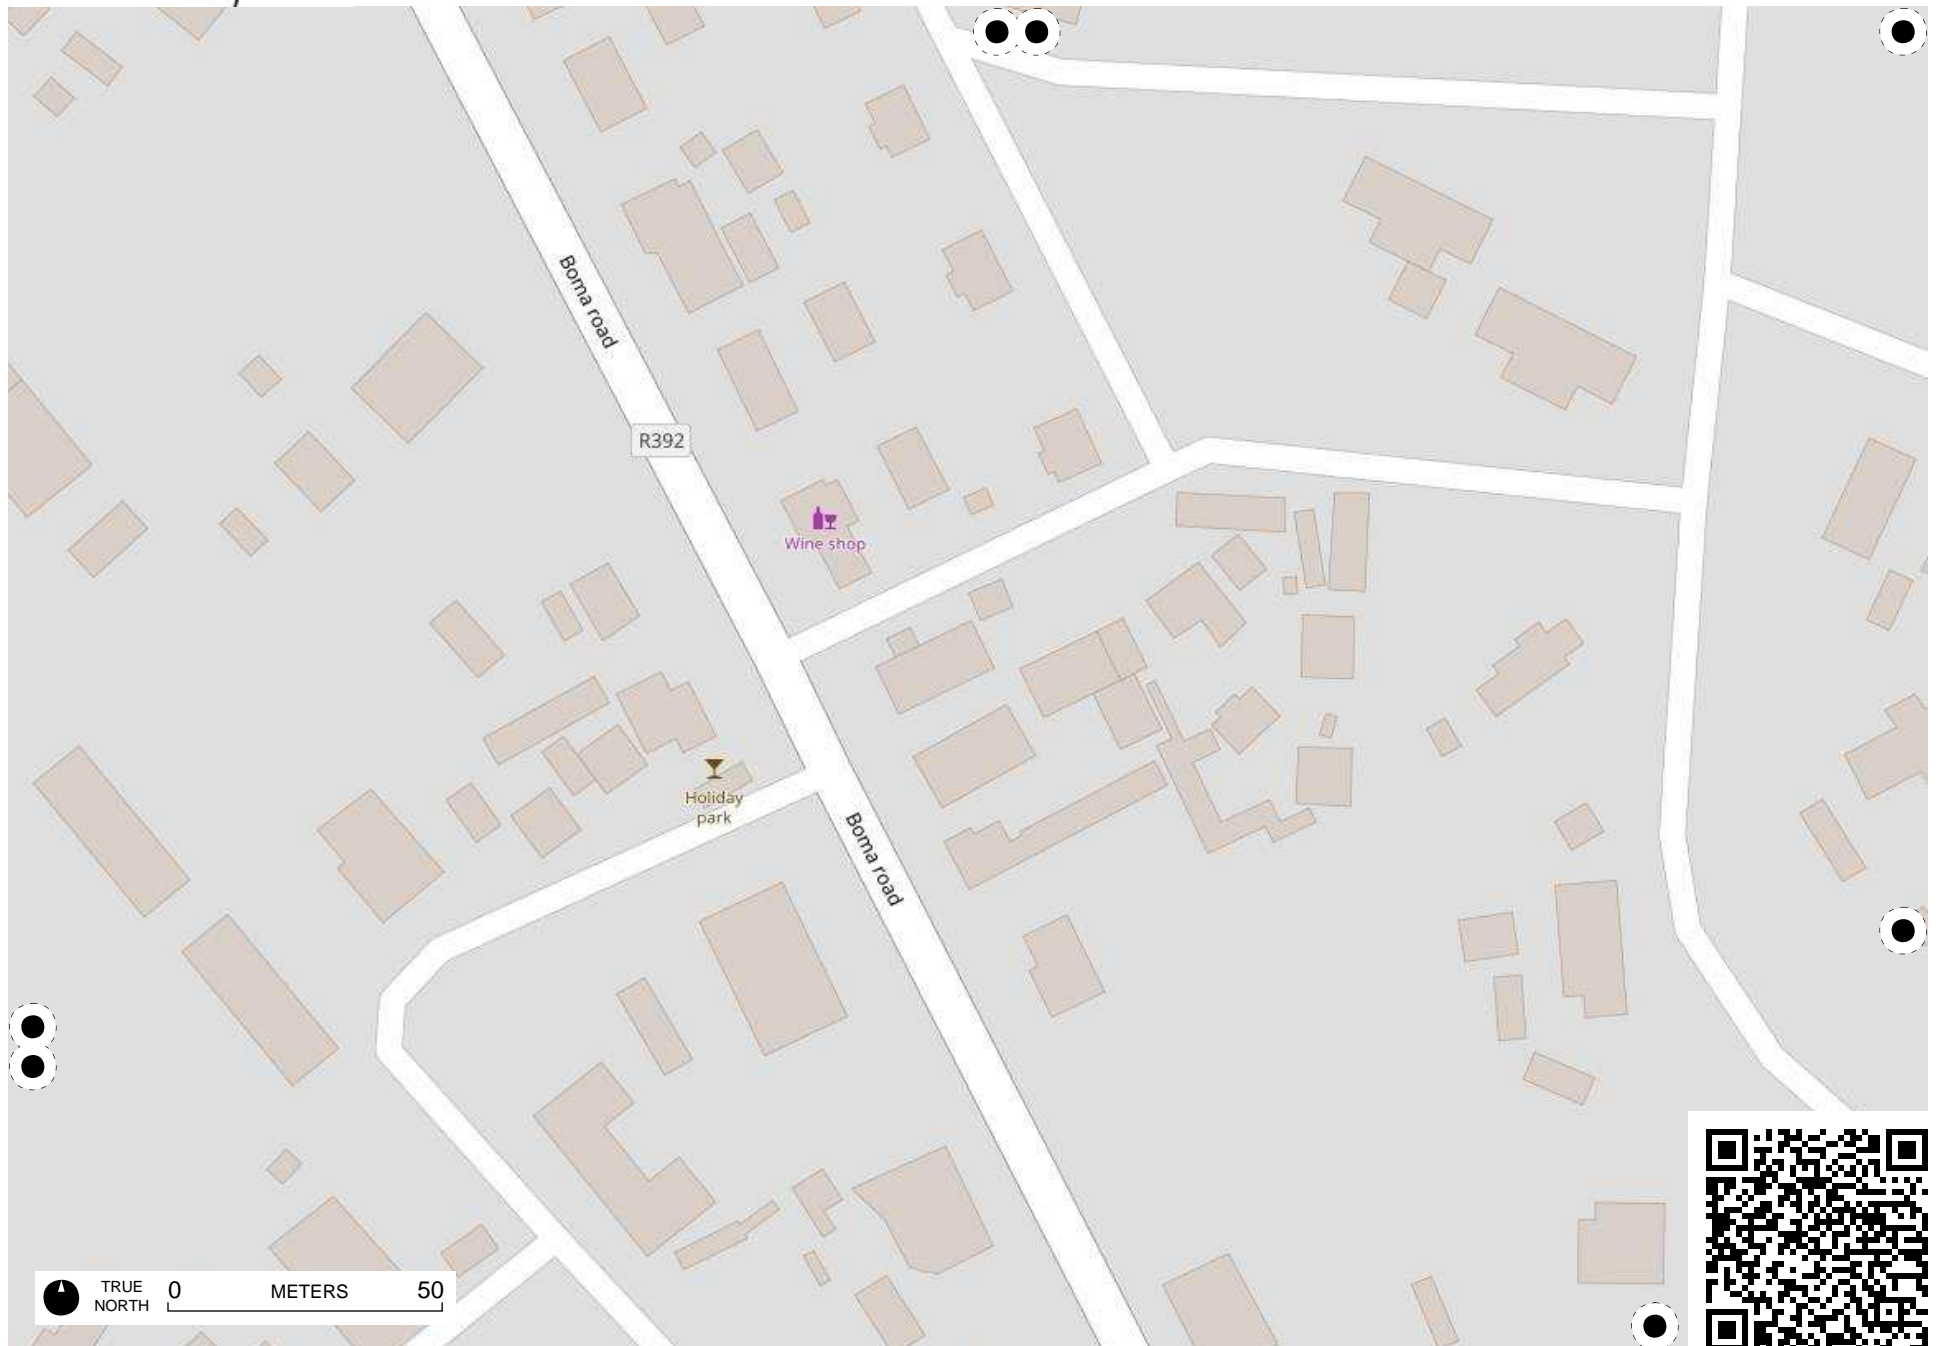 Boma road
R392
Wine shop
Holiday
park
Boma road
TRUE
NORTH
0 METERS 50